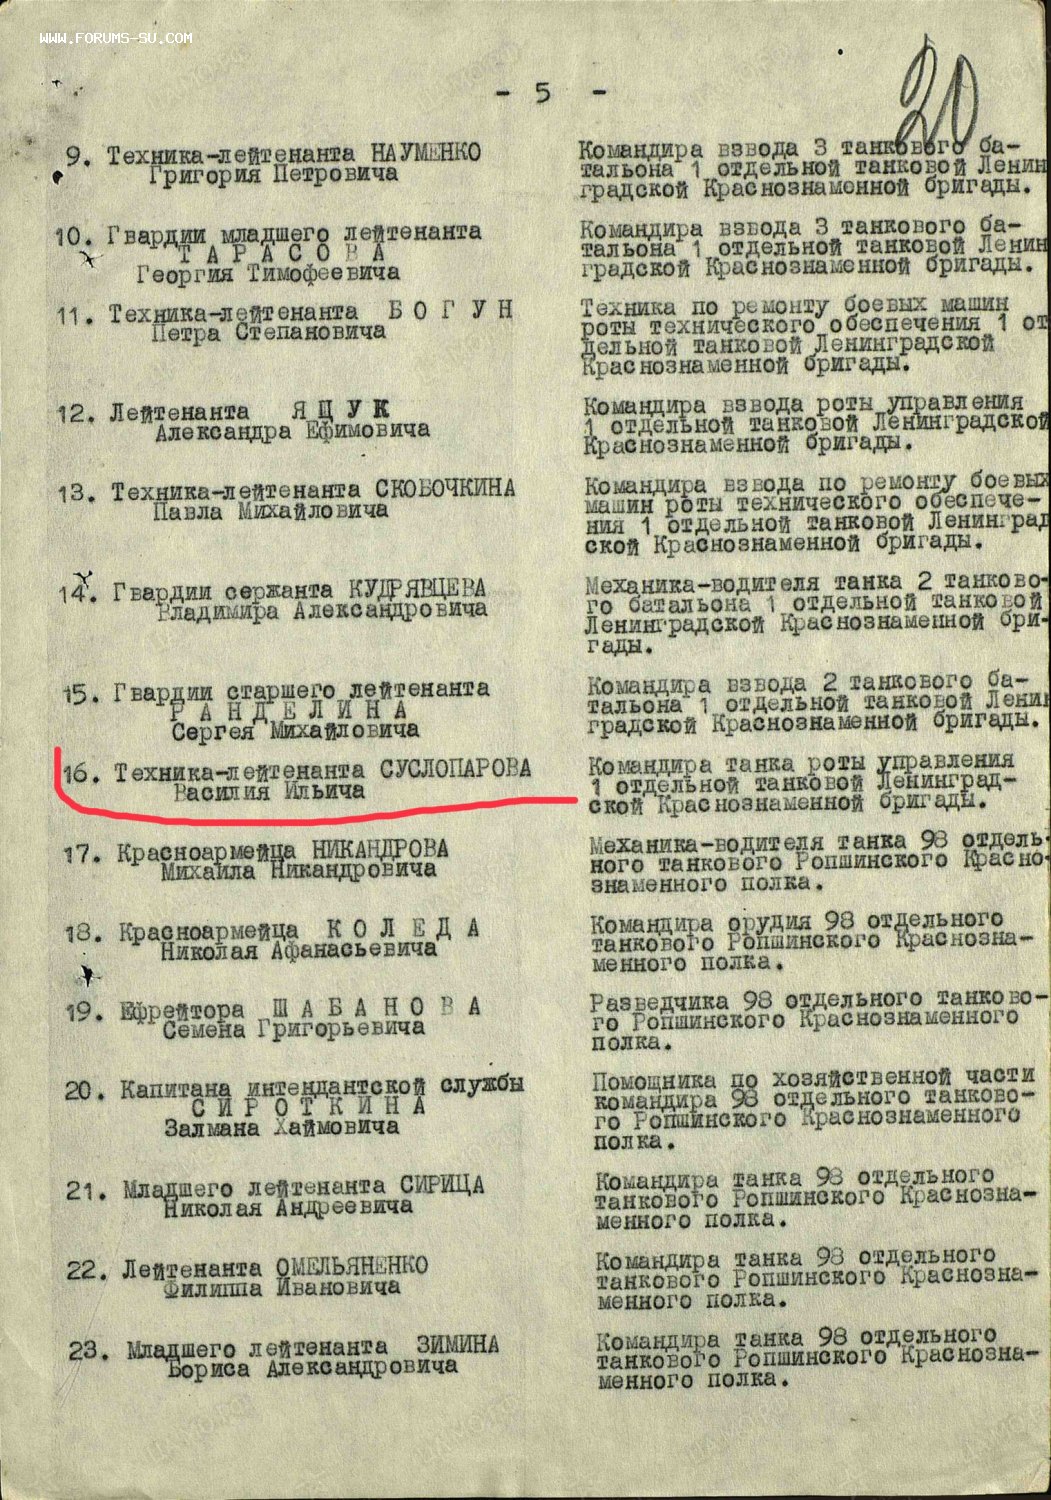 WWW.FORUMS-SU.COM
20
- 5 -
9. Техника-лейтенанта НАУМЕНКО
Григория Петровича
Командира взвода 3 танкового ба-
тальона 1 отдельной танковой Ленин
градской Краснознаменной бригады.
10. Гвардии младшего лейтенанта
Т А Р А С О В А
Георгия Тимофеевича
Командира взвода 3 танкового ба-
тальона 1 отдельной танковой Ленин
градской Краснознаменной бригады.
11. Техника-лейтенанта Б О Г У Н
Петра Степановича
Техника по ремонту боевых машин
роты технического обеспечения 1 от
дельной танковой Ленинградской
Краснознаменной бригады.
12. Лейтенанта Я Щ У К
Александра Ефимовича
Командира взвода роты управления
1 отдельной танковой Ленинградской
Краснознаменной бригады.
13. Техника-лейтенанта СКОБОЧКИНА
Павла Михайловича
Командира взвода по ремонту боевых
машин роты технического обеспече-
ния 1 отдельной танковой Ленинград
ской Краснознаменной бригады.
14. Гвардии сержанта КУДРЯВЦЕВА
Владимира Александровича
Механика-водителя танка 2 танково-
го батальона 1 отдельной танковой
Ленинградской Краснознаменной бри-
гады.
15. Гвардии старшего лейтенанта
Р А Н Д Е Л И Н А
Сергея Михайловича
Командира взвода 2 танкового ба-
тальона 1 отдельной танковой Ленин
градской Краснознаменной бригады.
16. Техника-лейтенанта СУСЛОПАРОВА
Василия Ильича
Командира танка роты управления
1 отдельной танковой Ленинград-
ской Краснознаменной бригады.
17. Красноармейца НИКАНДРОВА
Михаила Никандровича
Механика-водителя танка 98 отдель-
ного танкового Ропшинского Красно-
знаменного полка.
18. Красноармейца К О Л Е Д А
Николая Афанасьевича
Командира орудия 98 отдельного
танкового Ропшинского Краснозна-
менного полка.
19. Ефрейтора Ш А Б А Н О В А
Семена Григорьевича
Разведчика 98 отдельного танково-
го Ропшинского Краснознаменного
полка.
20. Капитана интендантской службы
С И Р О Т К И Н А
Залмана Хаймовича
Помощника по хозяйственной части
командира 98 отдельного танково-
го Ропшинского Краснознаменного
полка.
21. Младшего лейтенанта СИРИЦА
Николая Андреевича
Командира танка 98 отдельного
танкового Ропшинского Краснозна-
менного полка.
22. Лейтенанта ОМЕЛЬЯНЕНКО
Филиппа Ивановича
Командира танка 98 отдельного
танкового Ропшинского Краснозна-
менного полка.
23. Младшего лейтенанта ЗИМИНА
Бориса Александровича
Командира танка 98 отдельного
танкового Ропшинского Краснозна-
менного полка.